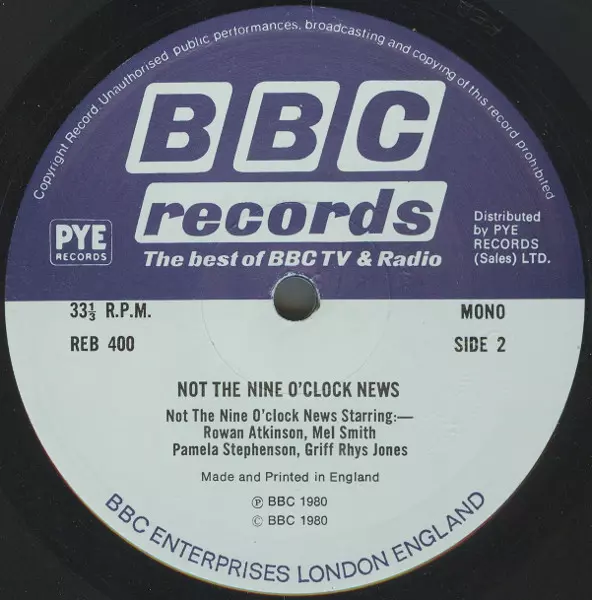 Copyright Record. Unauthorised public performances, broadcasting and copying of this record prohibited
BBC
records
The best of BBC TV & Radio
PYE
RECORDS
Distributed
by PYE
RECORDS
(Sales) LTD.
33⅓ R.P.M.
MONO
REB 400
SIDE 2
NOT THE NINE O'CLOCK NEWS
Not The Nine O'clock News Starring:—
Rowan Atkinson, Mel Smith
Pamela Stephenson, Griff Rhys Jones
Made and Printed in England
℗ BBC 1980
© BBC 1980
BBC ENTERPRISES LONDON ENGLAND